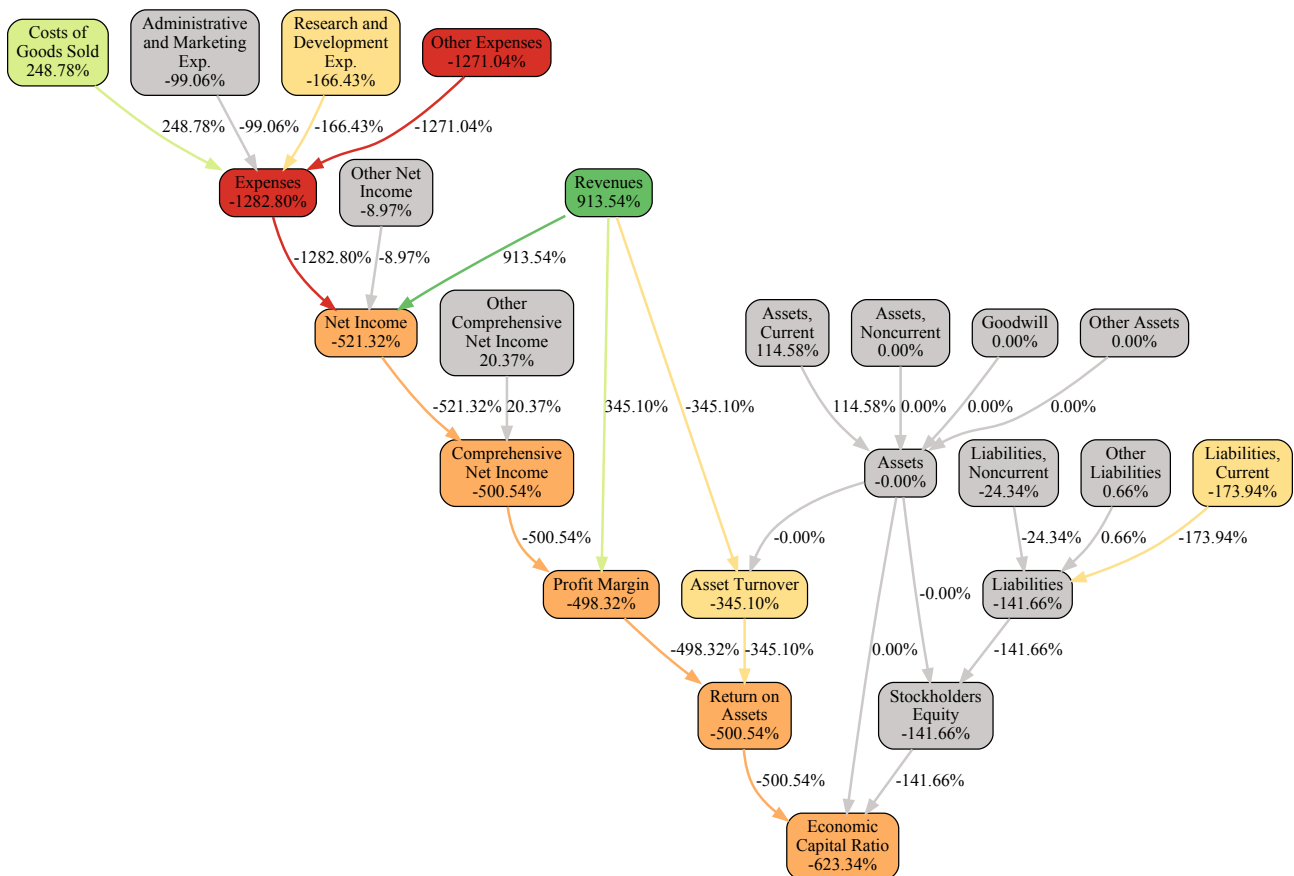 Costs of
Goods Sold
248.78%
Administrative
and Marketing
Exp.
-99.06%
Research and
Development
Exp.
-166.43%
Other Expenses
-1271.04%
248.78%
-99.06%
-166.43%
-1271.04%
Expenses
-1282.80%
Other Net
Income
-8.97%
Revenues
913.54%
-1282.80%
-8.97%
913.54%
Net Income
-521.32%
Other
Comprehensive
Net Income
20.37%
Assets,
Current
114.58%
Assets,
Noncurrent
0.00%
Goodwill
0.00%
Other Assets
0.00%
-521.32%
20.37%
345.10%
-345.10%
114.58%
0.00%
0.00%
0.00%
Comprehensive
Net Income
-500.54%
Assets
-0.00%
Liabilities,
Noncurrent
-24.34%
Other
Liabilities
0.66%
Liabilities,
Current
-173.94%
-500.54%
-0.00%
-24.34%
0.66%
-173.94%
Profit Margin
-498.32%
Asset Turnover
-345.10%
-0.00%
Liabilities
-141.66%
-498.32%
-345.10%
0.00%
-141.66%
Return on
Assets
-500.54%
Stockholders
Equity
-141.66%
-500.54%
-141.66%
Economic
Capital Ratio
-623.34%